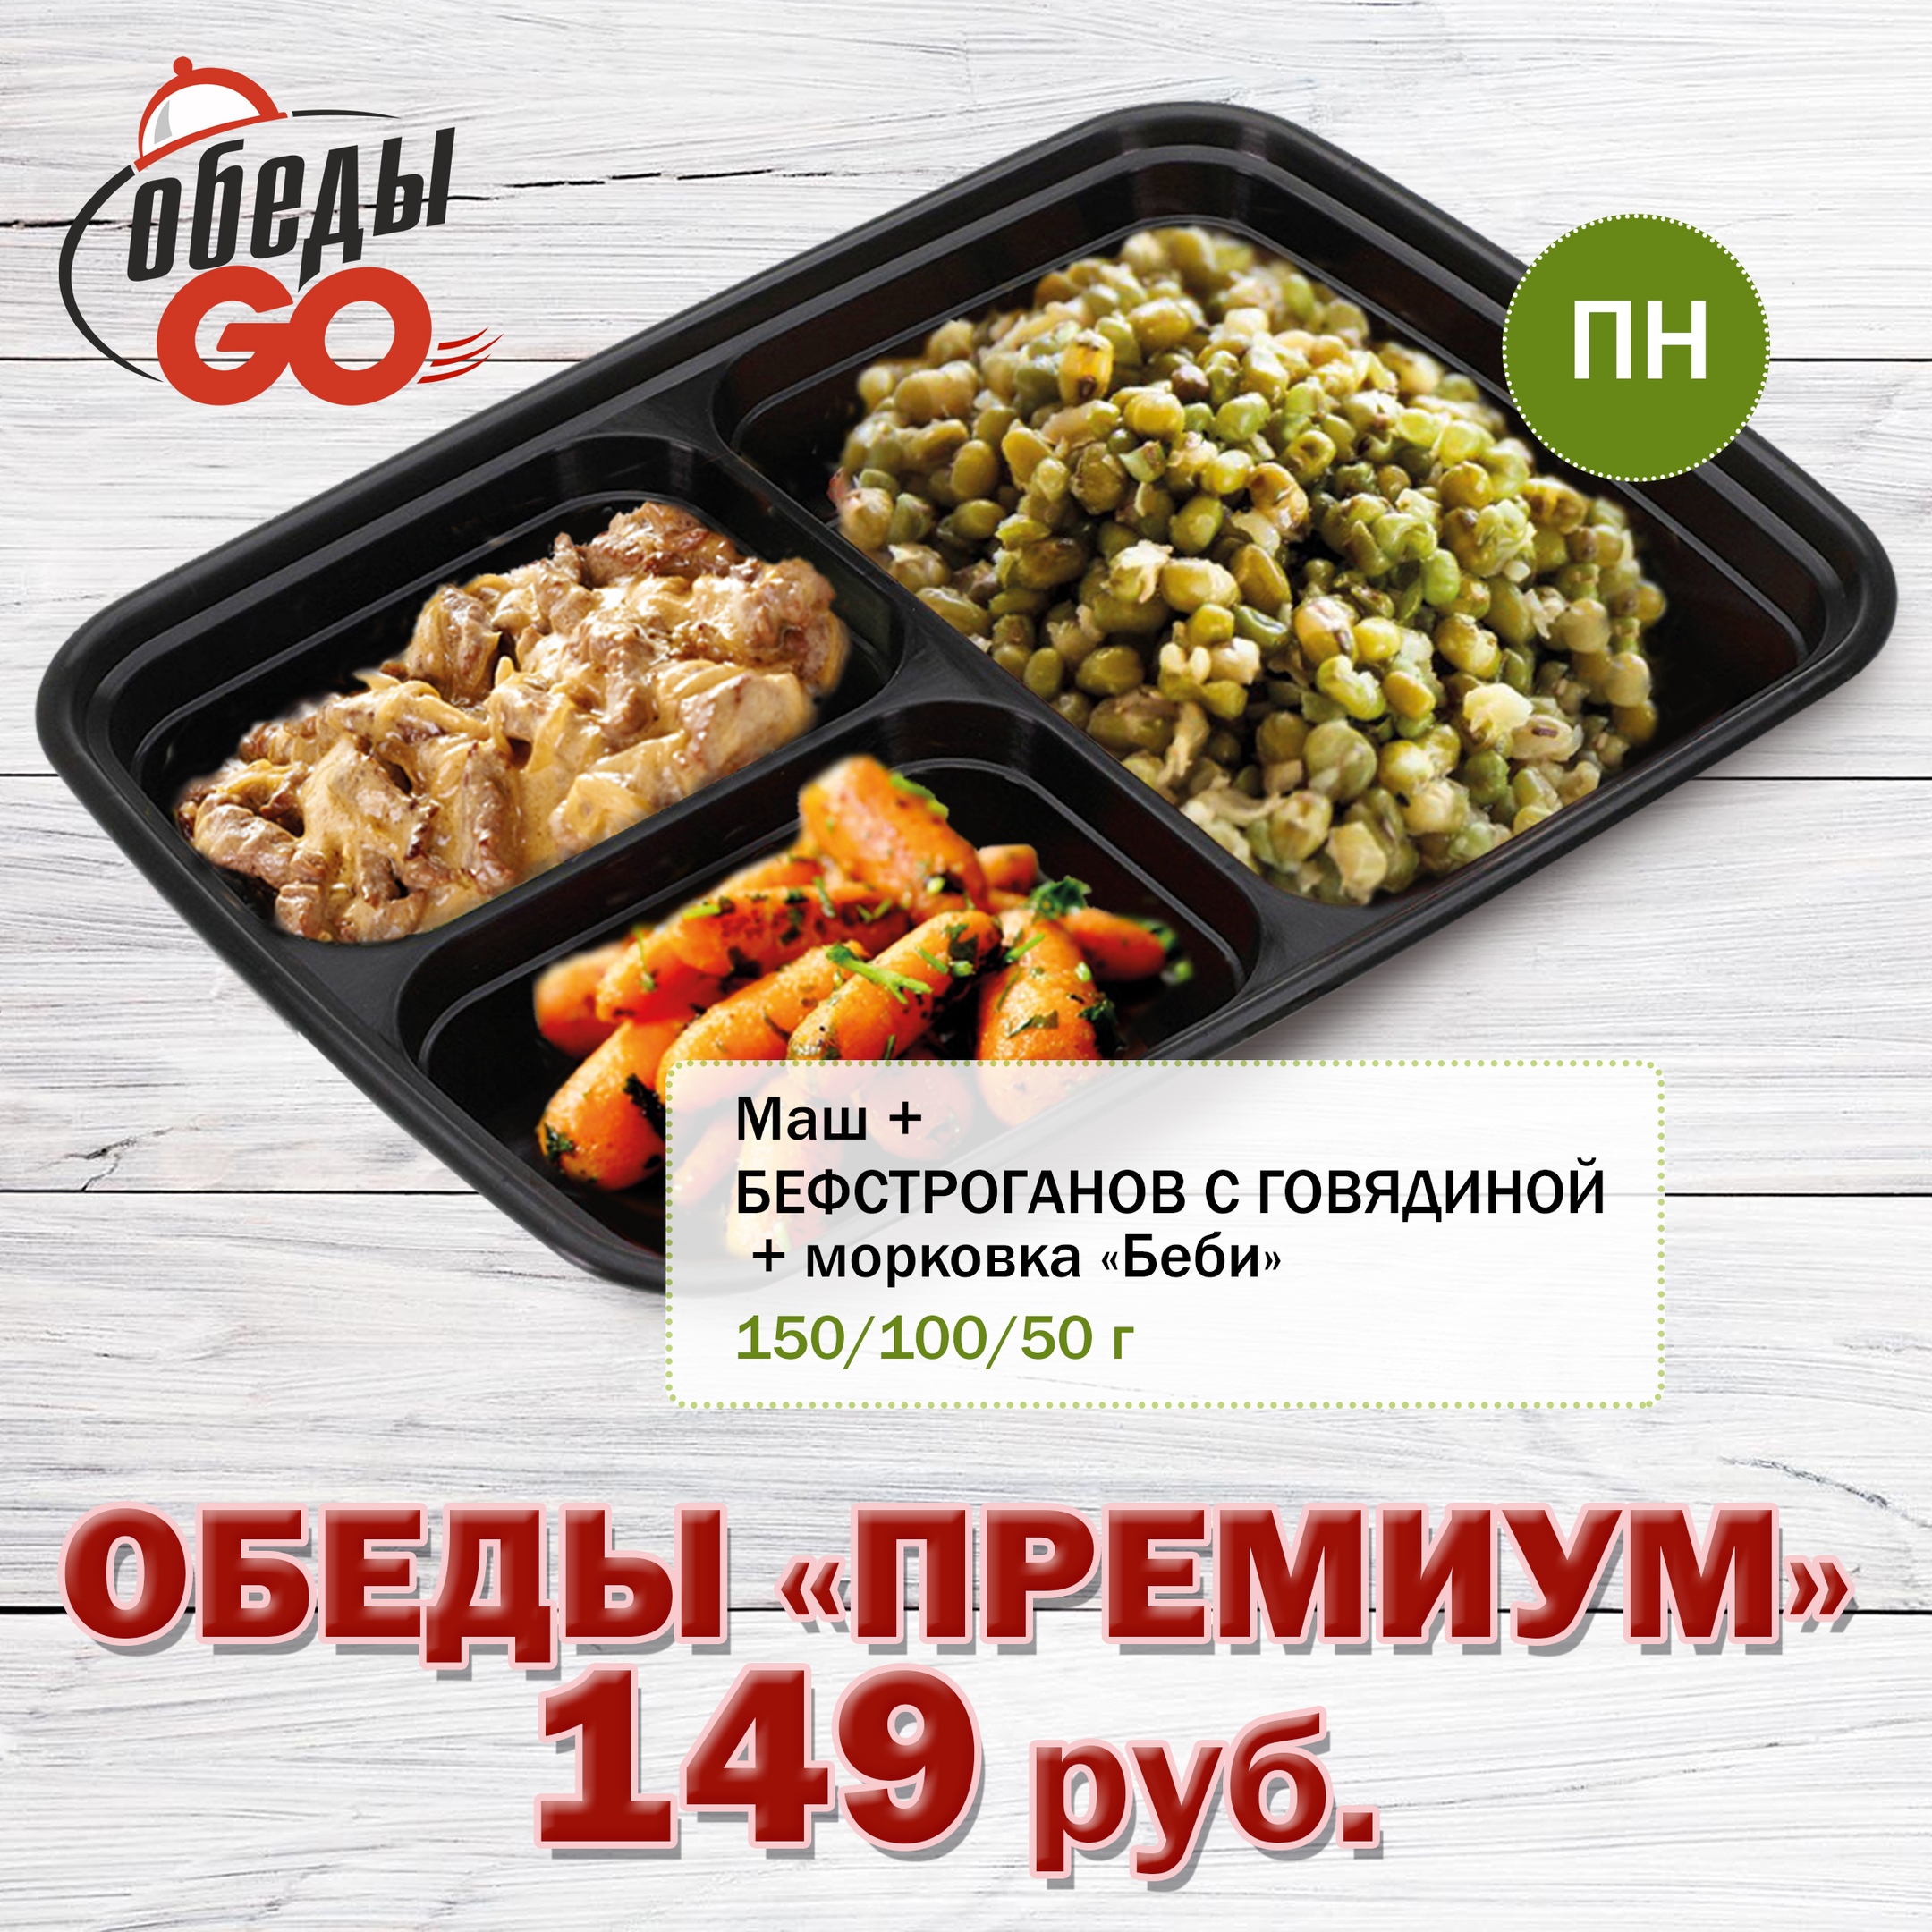 обеды
GO
ПН
Маш +
БЕФСТРОГАНОВ С ГОВЯДИНОЙ
+ морковка «Беби»
150/100/50 г
ОБЕДЫ «ПРЕМИУМ»
149 руб.